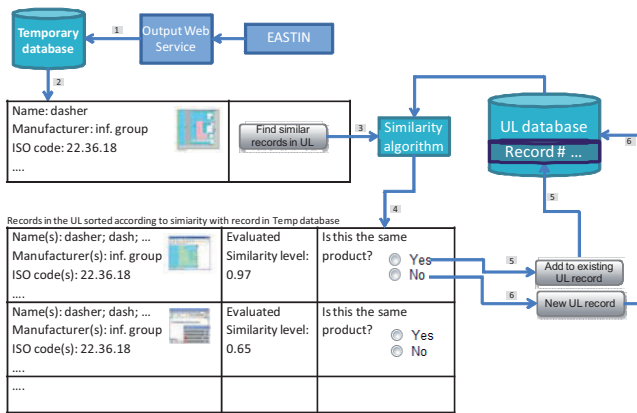 Temporary
database
1
Output Web
Service
EASTIN
2
Name: dasher
Manufacturer: inf. group
ISO code: 22.36.18
....
Find similar
records in UL
3
Similarity
algorithm
UL database
Record # ...
6
4
5
Records in the UL sorted according to simiarity with record in Temp database
Name(s): dasher; dash; ...
Manufacturer(s): inf. group
ISO code(s): 22.36.18
....
Evaluated
Similarity level:
0.97
Is this the same
product?
Yes
No
5
Add to existing
UL record
6
New UL record
Name(s): dasher; dash; ...
Manufacturer(s): inf. group
ISO code(s): 22.36.18
....
Evaluated
Similarity level:
0.65
Is this the same
product?
Yes
No
....